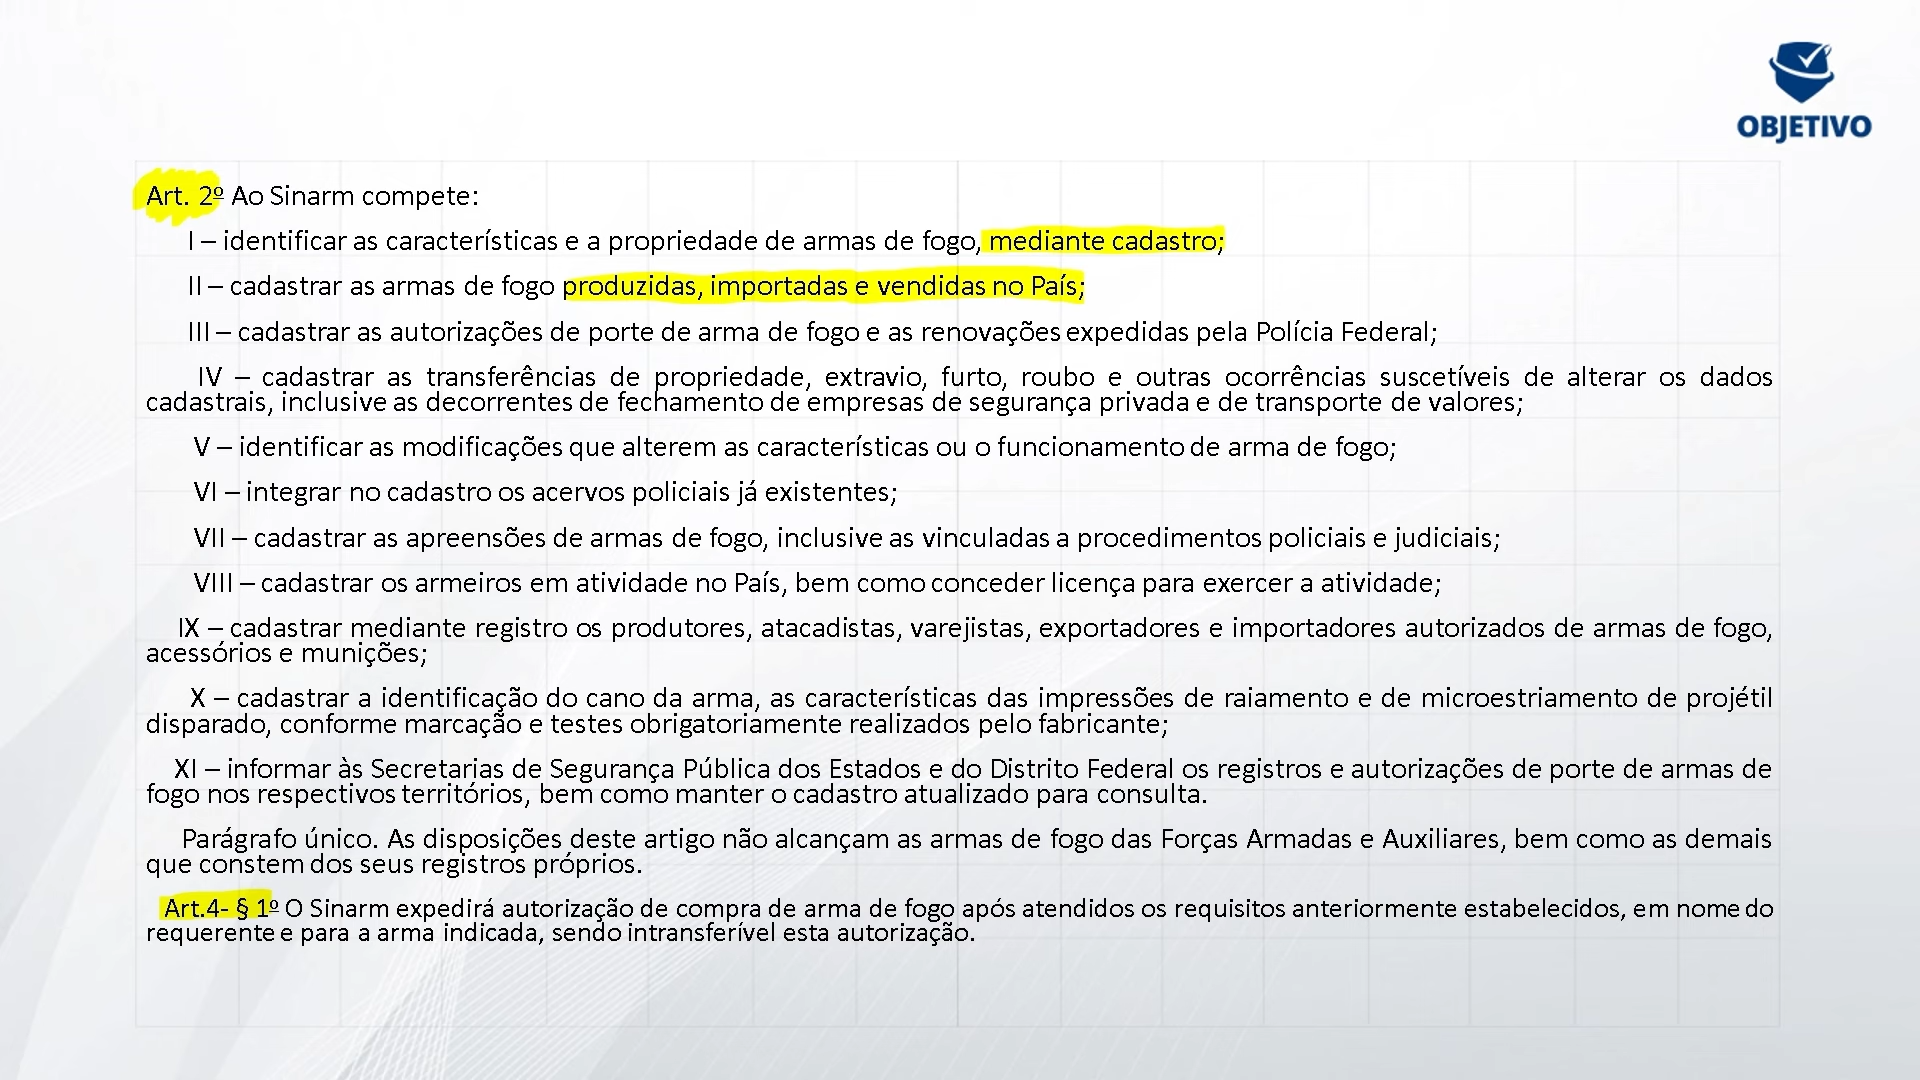 OBJETIVO
Art. 2º Ao Sinarm compete:
I – identificar as características e a propriedade de armas de fogo, mediante cadastro;
II – cadastrar as armas de fogo produzidas, importadas e vendidas no País;
III – cadastrar as autorizações de porte de arma de fogo e as renovações expedidas pela Polícia Federal;
IV – cadastrar as transferências de propriedade, extravio, furto, roubo e outras ocorrências suscetíveis de alterar os dados
cadastrais, inclusive as decorrentes de fechamento de empresas de segurança privada e de transporte de valores;
V – identificar as modificações que alterem as características ou o funcionamento de arma de fogo;
VI – integrar no cadastro os acervos policiais já existentes;
VII – cadastrar as apreensões de armas de fogo, inclusive as vinculadas a procedimentos policiais e judiciais;
VIII – cadastrar os armeiros em atividade no País, bem como conceder licença para exercer a atividade;
IX – cadastrar mediante registro os produtores, atacadistas, varejistas, exportadores e importadores autorizados de armas de fogo,
acessórios e munições;
X – cadastrar a identificação do cano da arma, as características das impressões de raiamento e de microestriamento de projétil
disparado, conforme marcação e testes obrigatoriamente realizados pelo fabricante;
XI – informar às Secretarias de Segurança Pública dos Estados e do Distrito Federal os registros e autorizações de porte de armas de
fogo nos respectivos territórios, bem como manter o cadastro atualizado para consulta.
Parágrafo único. As disposições deste artigo não alcançam as armas de fogo das Forças Armadas e Auxiliares, bem como as demais
que constem dos seus registros próprios.
Art.4- § 1º O Sinarm expedirá autorização de compra de arma de fogo após atendidos os requisitos anteriormente estabelecidos, em nome do
requerente e para a arma indicada, sendo intransferível esta autorização.